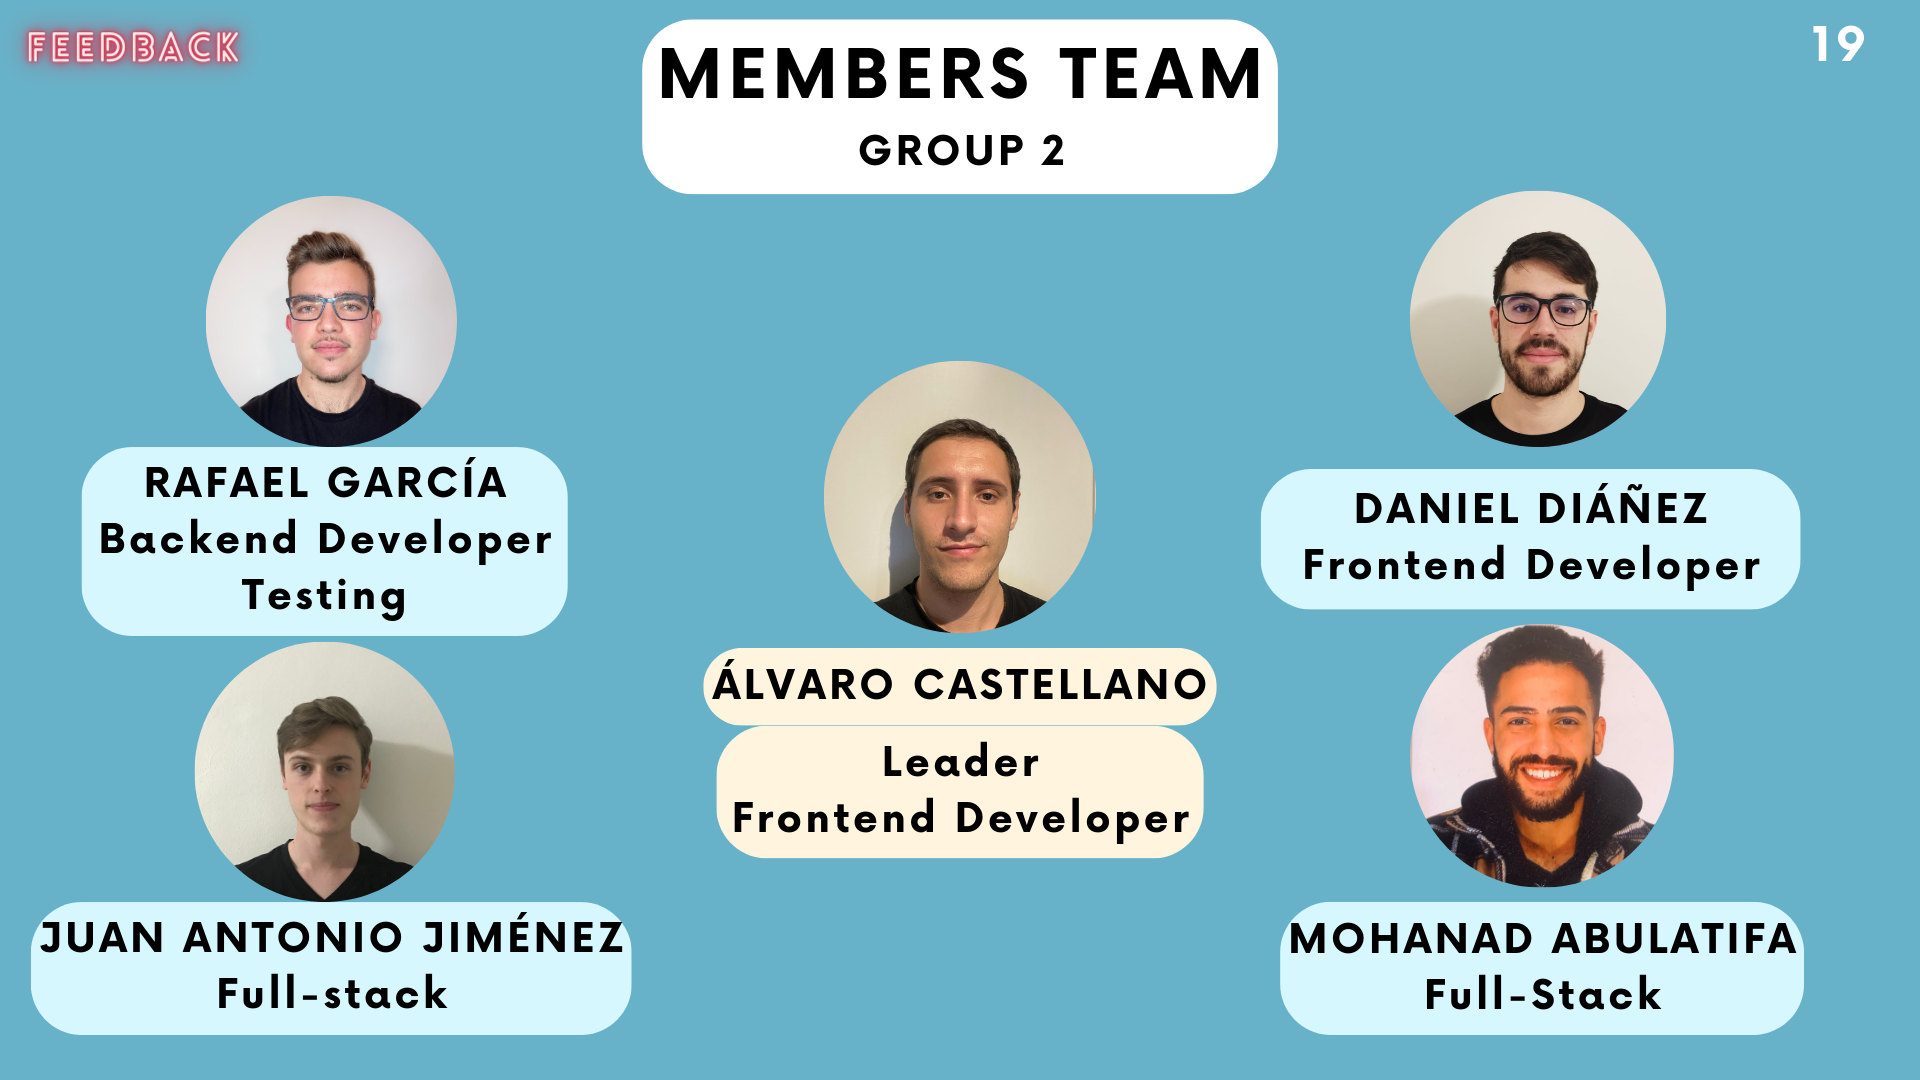 FEEDBACK
MEMBERS TEAM
GROUP 2
19
RAFAEL GARCÍA
Backend Developer
Testing
DANIEL DIÁÑEZ
Frontend Developer
ÁLVARO CASTELLANO
Leader
Frontend Developer
JUAN ANTONIO JIMÉNEZ
Full-stack
MOHANAD ABULATIFA
Full-Stack